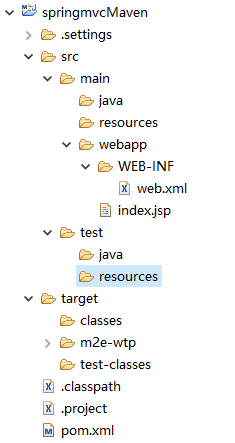 springmvcMaven
.settings
src
main
java
resources
webapp
WEB-INF
web.xml
index.jsp
test
java
resources
target
classes
m2e-wtp
test-classes
.classpath
.project
pom.xml